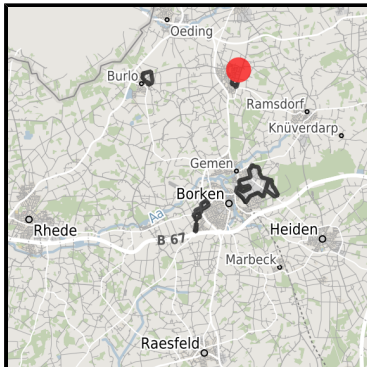 Oeding
Burlo
Ramsdorf
Knüverdarp
Gemen
Borken
Aa
Rhede
B 67
Heiden
Marbeck
Raesfeld